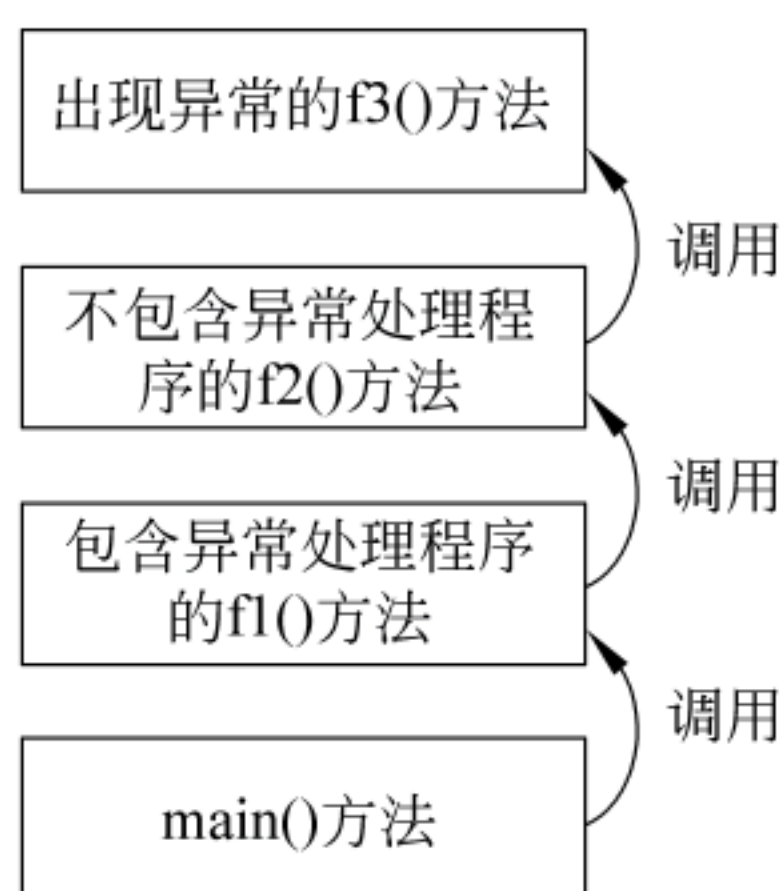 出现异常的f3()方法
调用
不包含异常处理程
序的f2()方法
调用
包含异常处理程序
的f1()方法
调用
main()方法